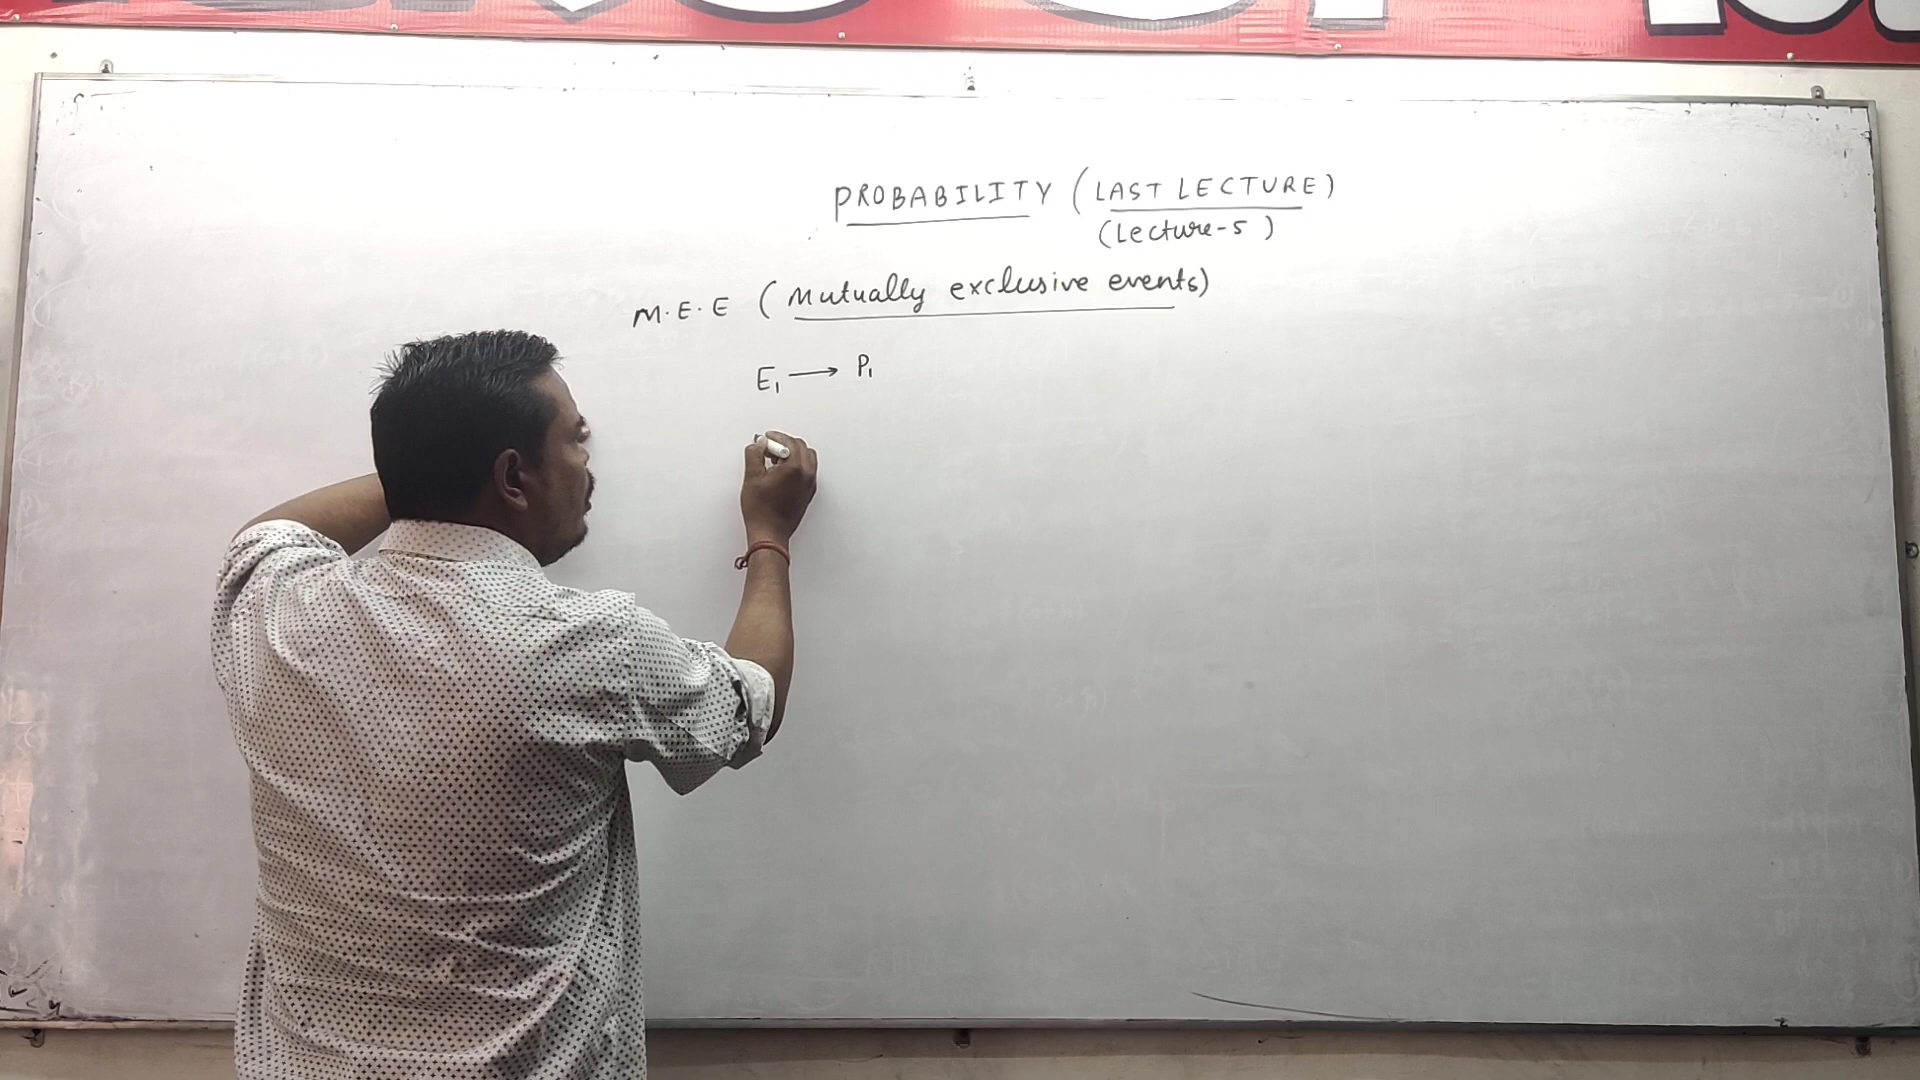 PROBABILITY (LAST LECTURE)
(Lecture-5)
M.E.E (Mutually exclusive events)
E₁ ⟶ P₁